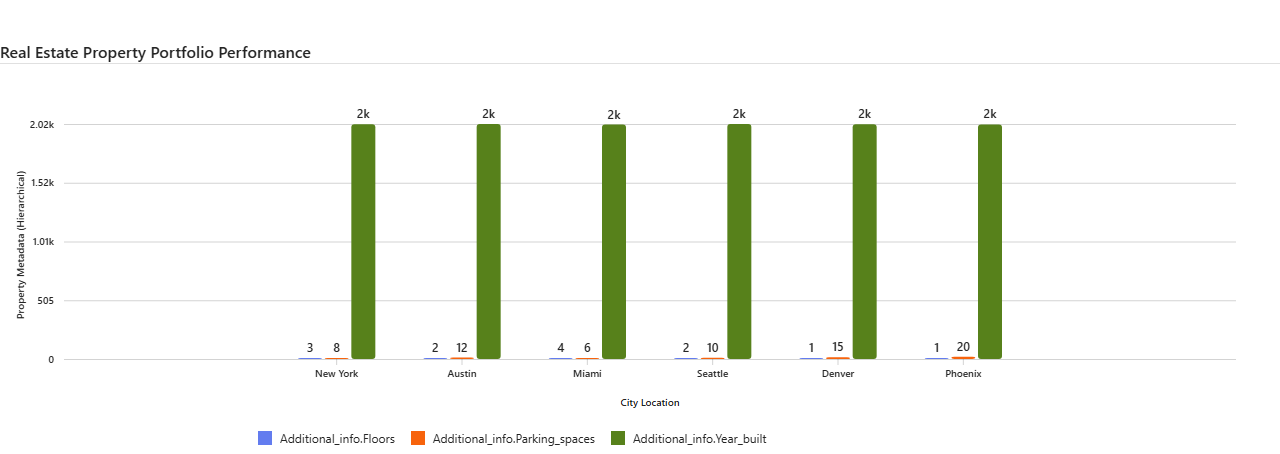 Real Estate Property Portfolio Performance
2k 2k 2k 2k 2k 2k
2.02k
1.52k
1.01k
505
0
Property Metadata (Hierarchical)
3 8 2 12 4 6 2 10 1 15 1 20
New York Austin Miami Seattle Denver Phoenix
City Location
Additional_info.Floors Additional_info.Parking_spaces Additional_info.Year_built